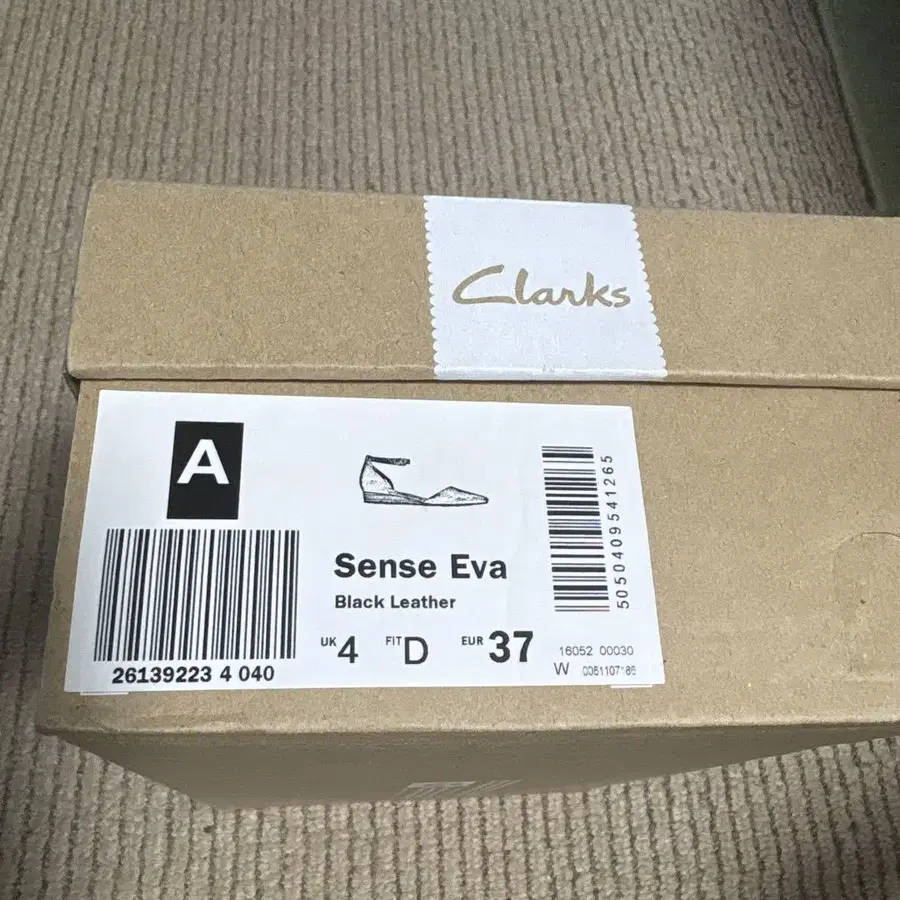 Clarks
A
26139223 4 040
Sense Eva
Black Leather
UK 4 FIT D EUR 37
5050409541265
16052 00030
W